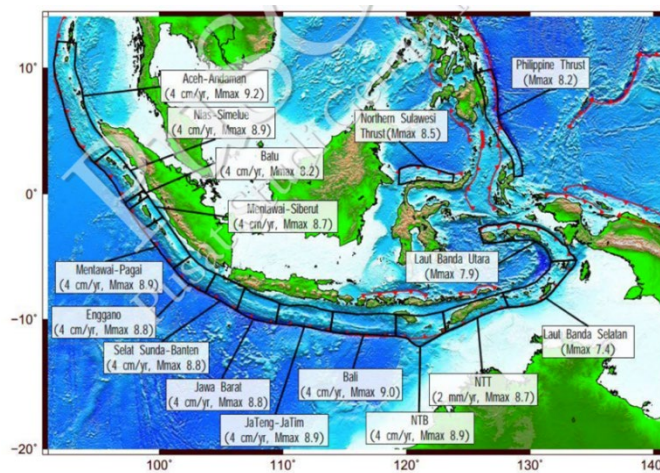 PuSGeN
Pusat Studi Ge
10°
0°
−10°
−20°
Aceh-Andaman
(4 cm/yr, Mmax 9.2)
Nias-Simelue
(4 cm/yr, Mmax 8.9)
Batu
(4 cm/yr, Mmax 8.2)
Mentawai-Siberut
(4 cm/yr, Mmax 8.7)
Mentawai-Pagai
(4 cm/yr, Mmax 8.9)
Enggano
(4 cm/yr, Mmax 8.8)
Selat Sunda-Banten
(4 cm/yr, Mmax 8.8)
Jawa Barat
(4 cm/yr, Mmax 8.8)
JaTeng-JaTim
(4 cm/yr, Mmax 8.9)
Bali
(4 cm/yr, Mmax 9.0)
NTB
(4 cm/yr, Mmax 8.9)
NTT
(2 mm/yr, Mmax 8.7)
Laut Banda Selatan
(Mmax 7.4)
Laut Banda Utara
(Mmax 7.9)
Northern Sulawesi
Thrust(Mmax 8.5)
Philippine Thrust
(Mmax 8.2)
100°
110°
120°
130°
140